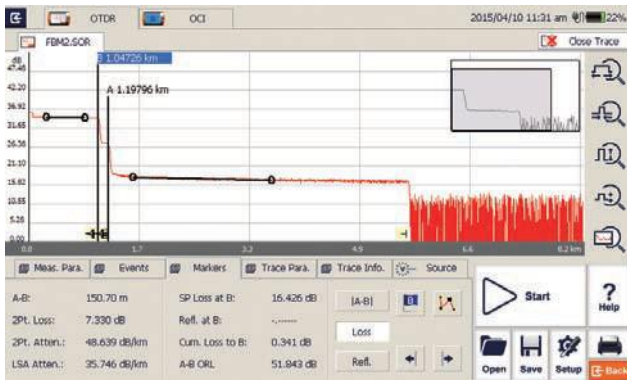 OTDR OCI 2015/04/10 11:31 am 22%
FBM2.SOR Close Trace
dB
47.46
B 1.04726 km
42.20
A 1.19796 km
36.92
31.65
26.38
21.10
15.82
10.55
5.28
0.00
0.0 1.7 3.3 4.9 6.6 8.2 km
Meas. Para. Events Markers Trace Para. Trace Info. Source
A-B: 150.70 m SP Loss at B: 16.426 dB |A-B| B
2Pt. Loss: 7.330 dB Refl. at B: -.----- Loss
2Pt. Atten.: 48.639 dB/km Cum. Loss to B: 0.341 dB
LSA Atten.: 35.746 dB/km A-B ORL 51.843 dB Refl.
Start
? Help
Open Save Setup Back